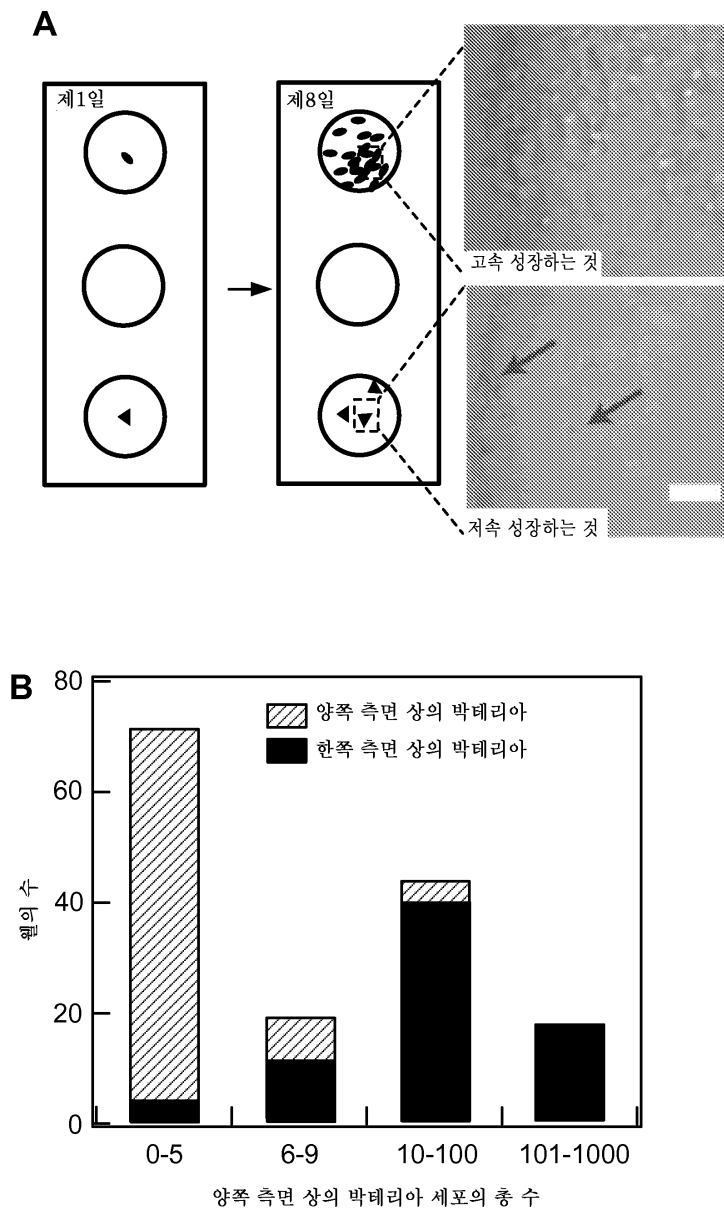 A
제1일
제8일
고속 성장하는 것
저속 성장하는 것
B
80
60
40
20
0
웰의 수
양쪽 측면 상의 박테리아
한쪽 측면 상의 박테리아
0-5
6-9
10-100
101-1000
양쪽 측면 상의 박테리아 세포의 총 수